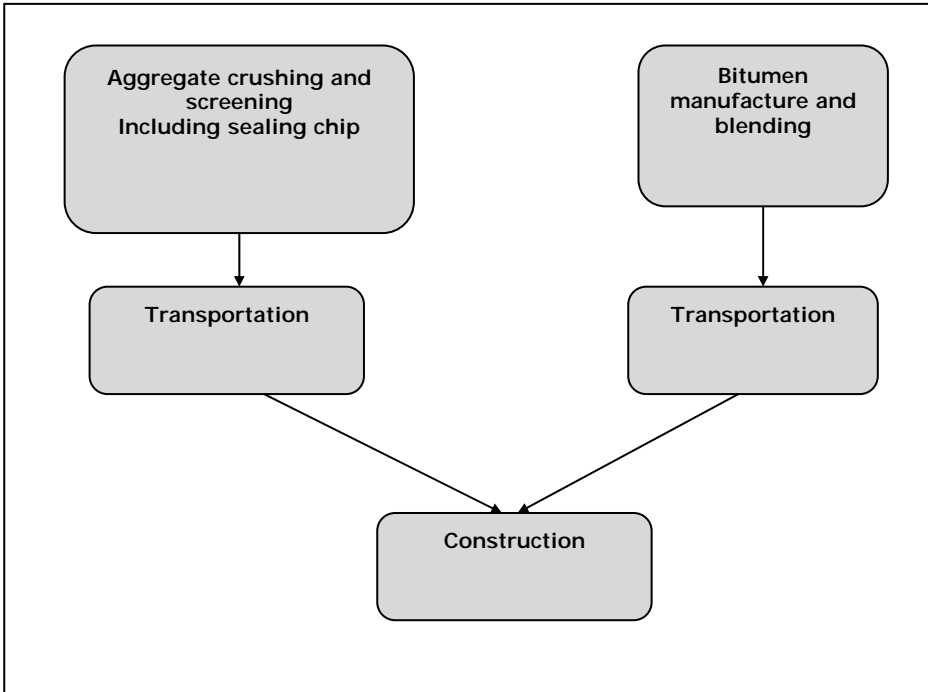 Aggregate crushing and
screening
Including sealing chip
Bitumen
manufacture and
blending
Transportation
Transportation
Construction